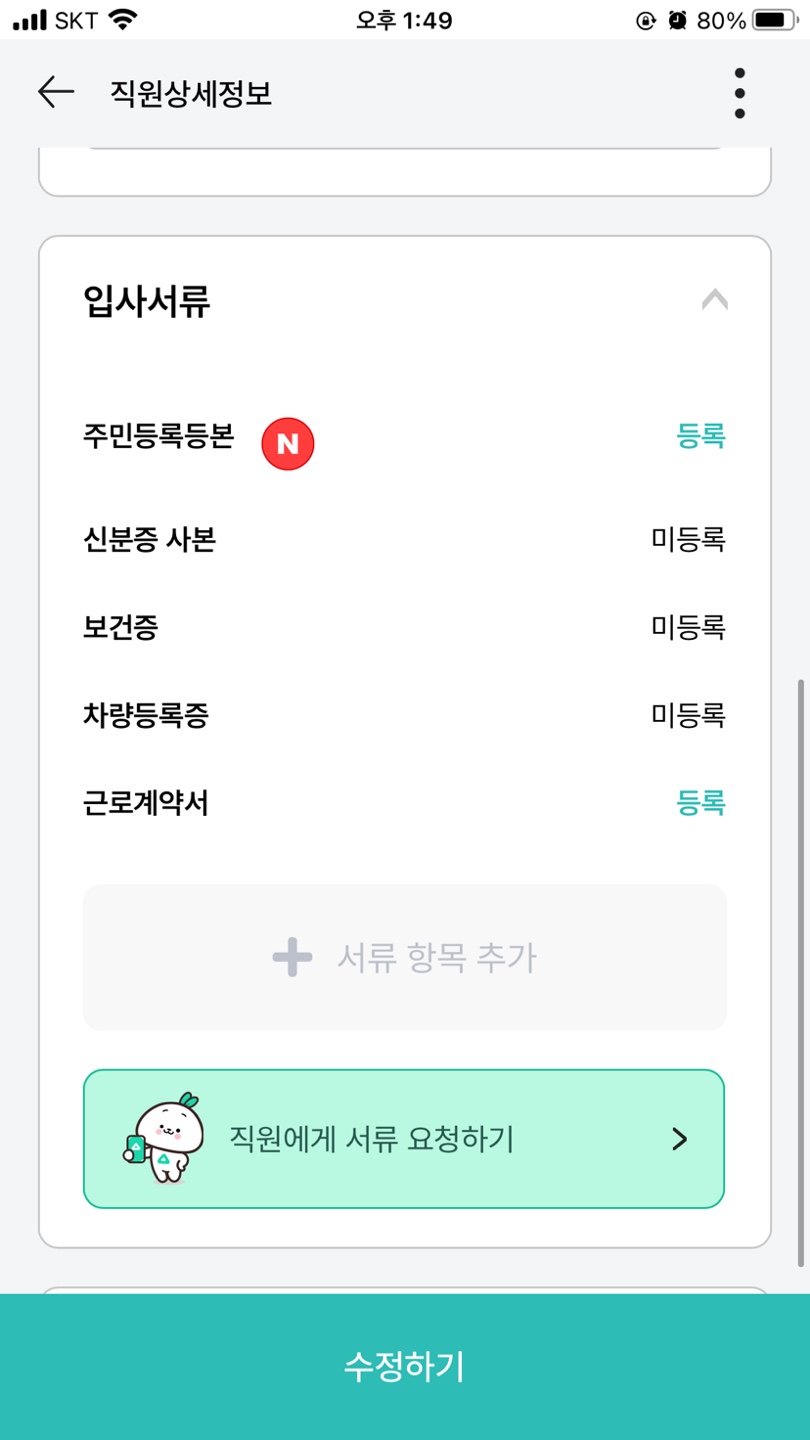 SKT 오후 1:49 80%
직원상세정보
입사서류
주민등록등본 N 등록
신분증 사본 미등록
보건증 미등록
차량등록증 미등록
근로계약서 등록
서류 항목 추가
직원에게 서류 요청하기
수정하기